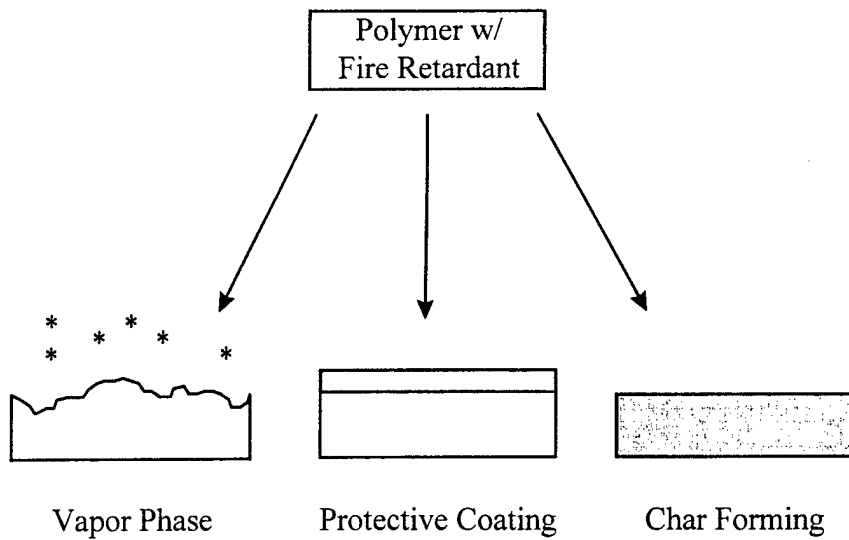 Polymer w/
Fire Retardant
Vapor Phase
Protective Coating
Char Forming